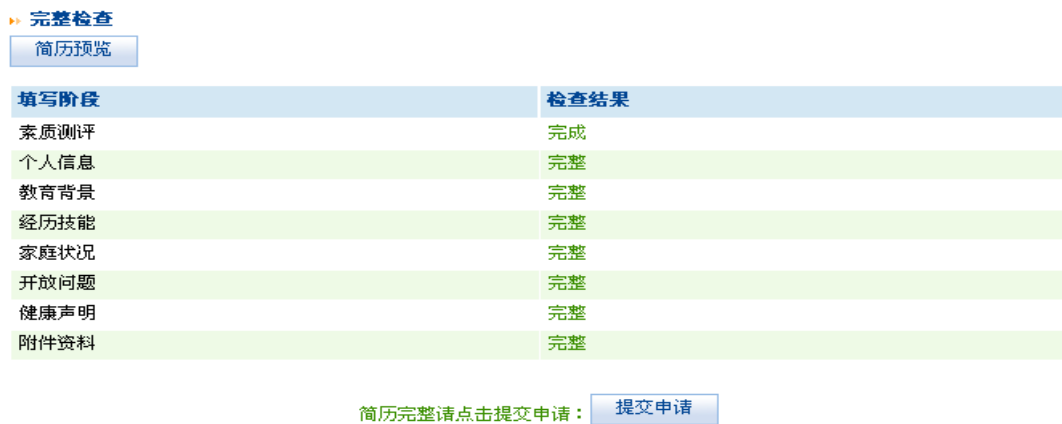 完整检查
简历预览
填写阶段 检查结果
素质测评 完成
个人信息 完整
教育背景 完整
经历技能 完整
家庭状况 完整
开放问题 完整
健康声明 完整
附件资料 完整
简历完整请点击提交申请： 提交申请